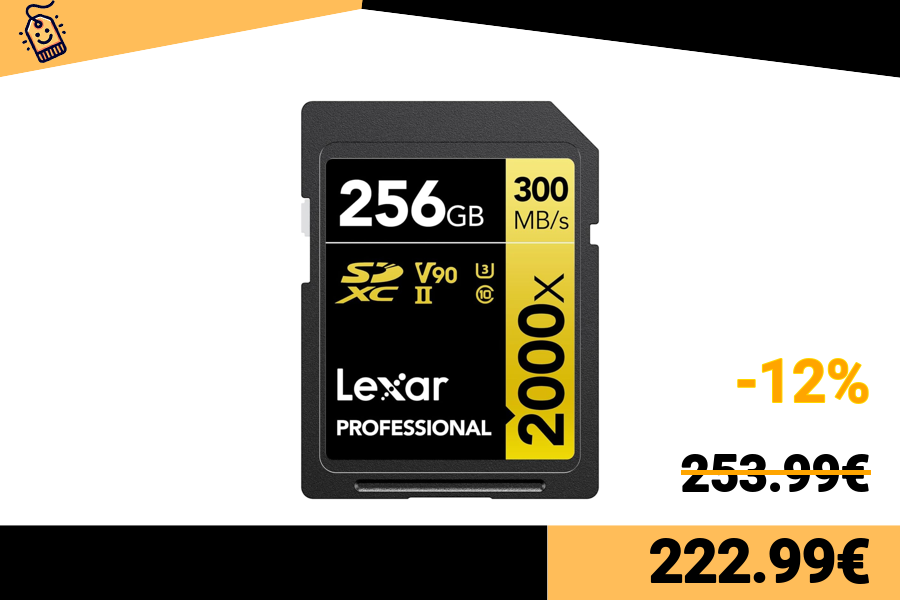 256GB
300
MB/s
SD
XC
V90
II
3
10
2000x
Lexar
PROFESSIONAL
-12%
253.99€
222.99€